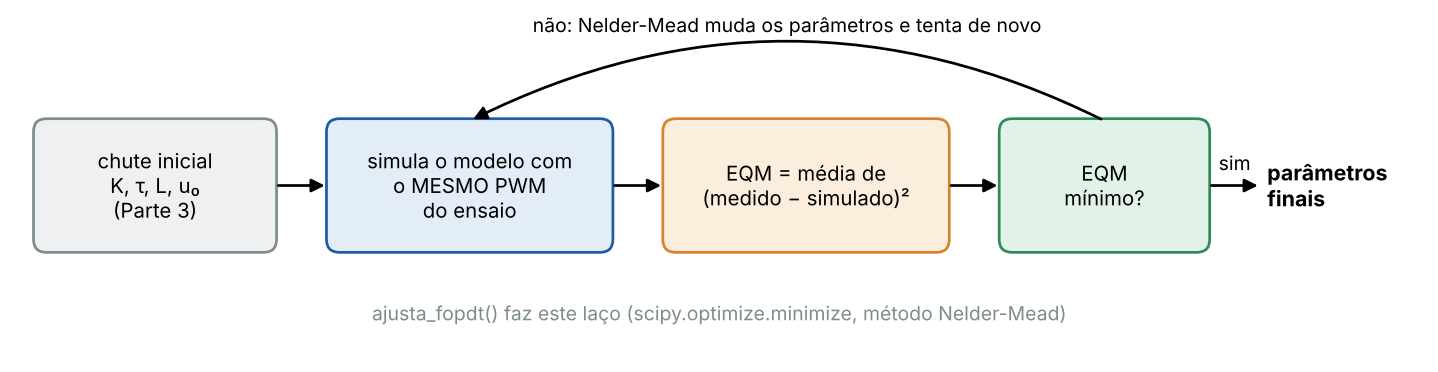 não: Nelder-Mead muda os parâmetros e tenta de novo
chute inicial
K, τ, L, u₀
(Parte 3)
simula o modelo com
o MESMO PWM
do ensaio
EQM = média de
(medido − simulado)²
EQM
mínimo?
sim
parâmetros
finais
ajusta_fopdt() faz este laço (scipy.optimize.minimize, método Nelder-Mead)